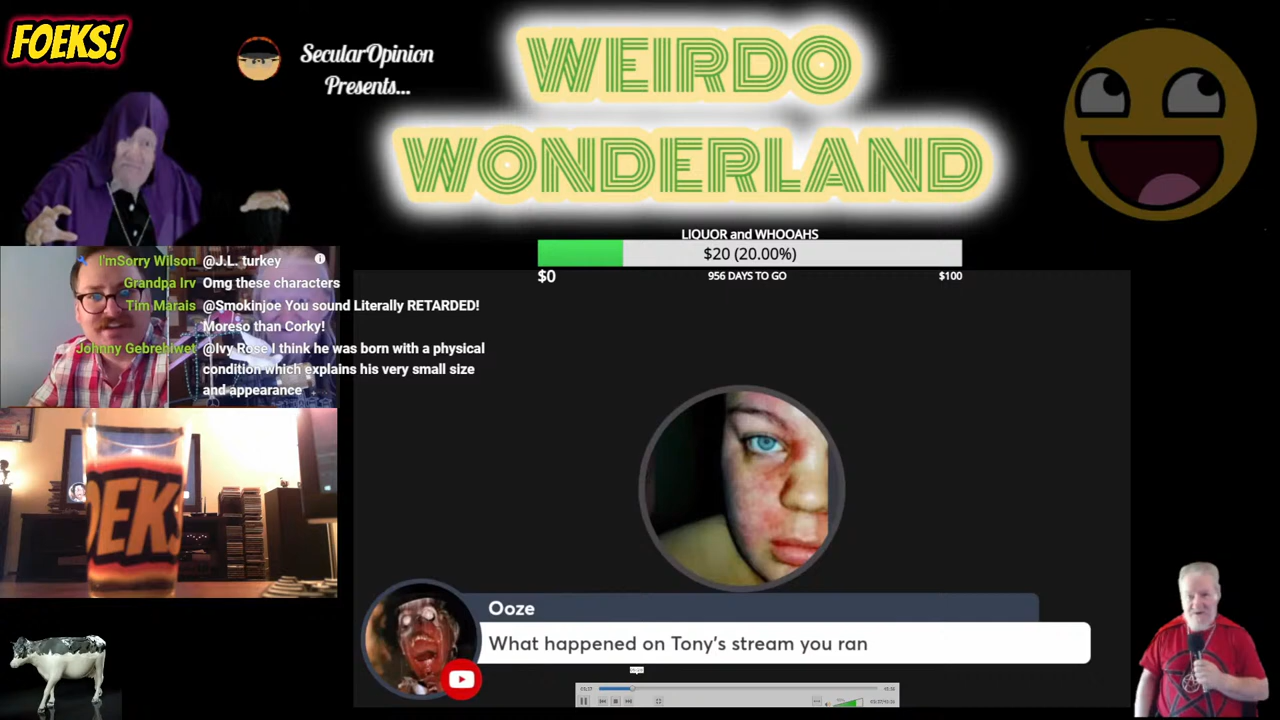 FOEKS!
SecularOpinion
Presents...
WEIRDO
WONDERLAND
LIQUOR and WHOOAHS
$20 (20.00%)
$0
956 DAYS TO GO
$100
I'mSorry Wilson @J.L. turkey
Grandpa Irv Omg these characters
Tim Marais @Smokinjoe You sound Literally RETARDED!
Moreso than Corky!
Johnny Gebrehiwet @Ivy Rose I think he was born with a physical
condition which explains his very small size
and appearance
OEKS
Ooze
What happened on Tony's stream you ran